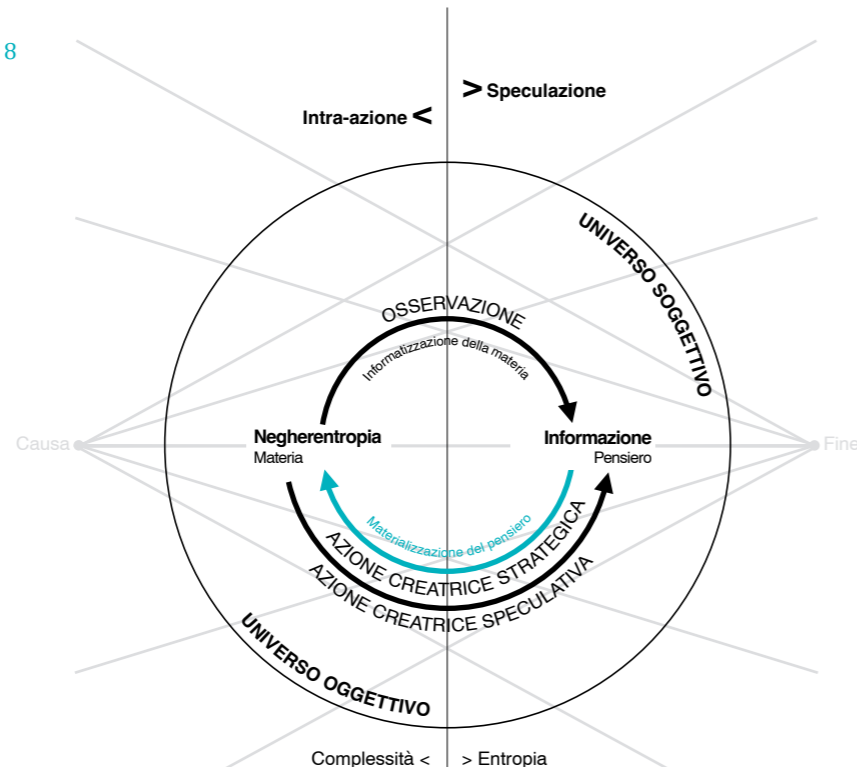 8
> Speculazione
Intra-azione <
UNIVERSO SOGGETTIVO
OSSERVAZIONE
Informatizzazione della materia
Causa
Negherentropia
Materia
Informazione
Pensiero
Fine
Materializzazione del pensiero
AZIONE CREATRICE STRATEGICA
AZIONE CREATRICE SPECULATIVA
UNIVERSO OGGETTIVO
Complessità < > Entropia